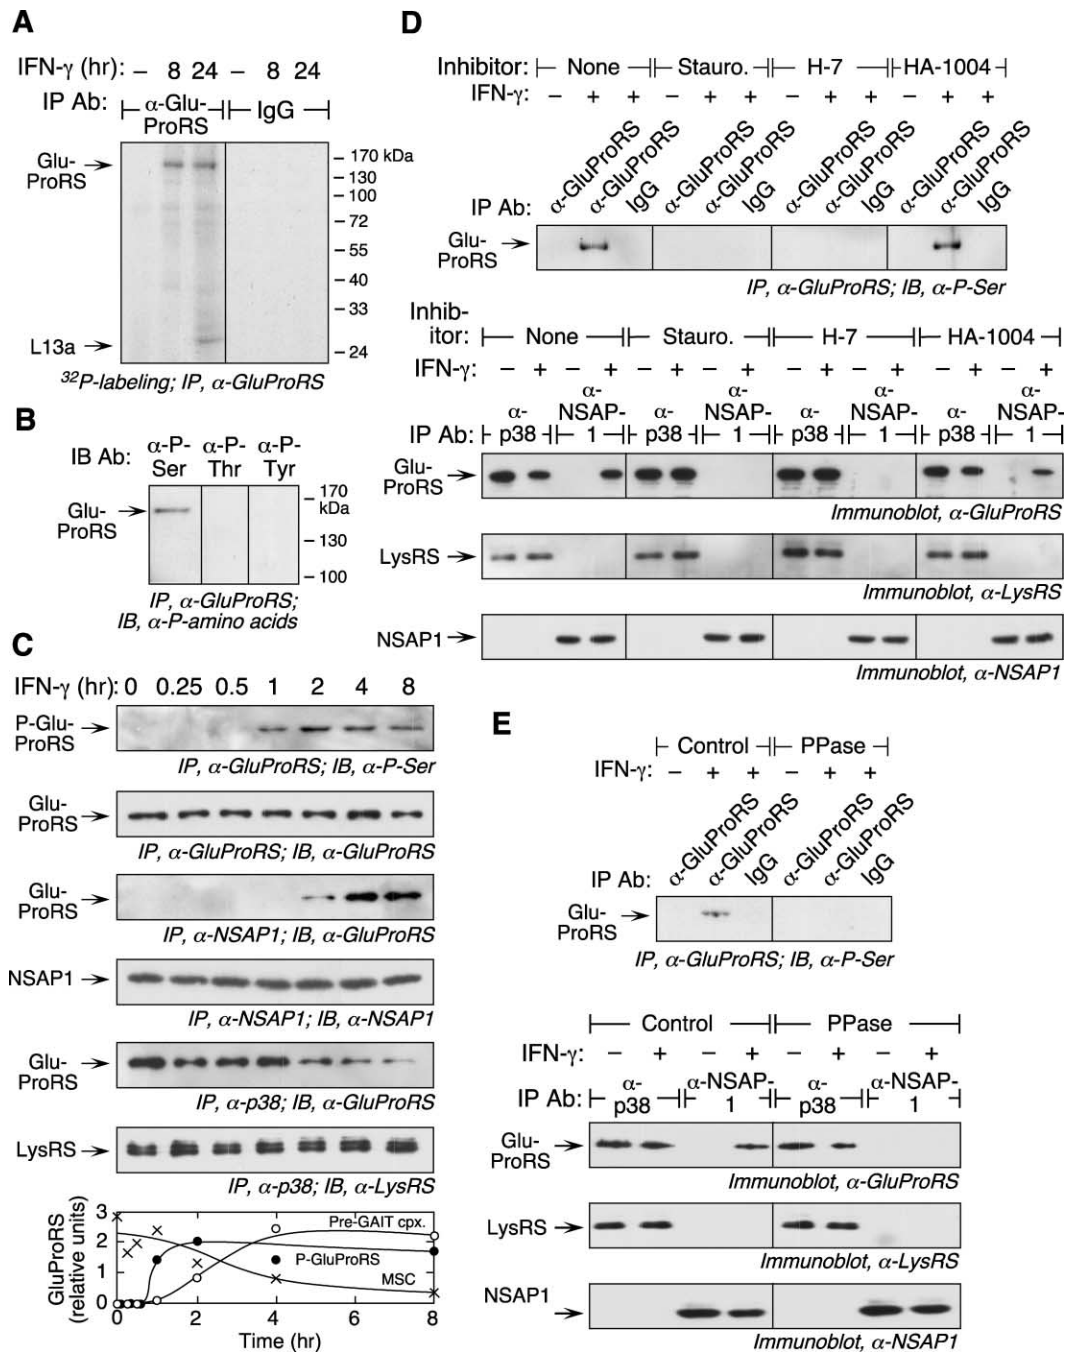 A
IFN-γ (hr): – 8 24 – 8 24
IP Ab: α-Glu-ProRS IgG
Glu-ProRS
170 kDa
130
100
72
55
40
33
24
L13a
32P-labeling; IP, α-GluProRS
B
IB Ab: α-P-Ser α-P-Thr α-P-Tyr
Glu-ProRS
170 kDa
130
100
IP, α-GluProRS;
IB, α-P-amino acids
C
IFN-γ (hr): 0 0.25 0.5 1 2 4 8
P-Glu-ProRS
IP, α-GluProRS; IB, α-P-Ser
Glu-ProRS
IP, α-GluProRS; IB, α-GluProRS
Glu-ProRS
IP, α-NSAP1; IB, α-GluProRS
NSAP1
IP, α-NSAP1; IB, α-NSAP1
Glu-ProRS
IP, α-p38; IB, α-GluProRS
LysRS
IP, α-p38; IB, α-LysRS
GluProRS
(relative units)
3
2
1
0
Pre-GAIT cpx.
P-GluProRS
MSC
0 2 4 6 8
Time (hr)
D
Inhibitor: None Stauro. H-7 HA-1004
IFN-γ: – + + – + + – + + – + +
IP Ab: α-GluProRS α-GluProRS IgG α-GluProRS α-GluProRS IgG α-GluProRS α-GluProRS IgG α-GluProRS α-GluProRS IgG
Glu-ProRS
IP, α-GluProRS; IB, α-P-Ser
Inhib-itor: None Stauro. H-7 HA-1004
IFN-γ: – + – + – + – + – + – + – + – +
IP Ab: α-p38 α-NSAP-1 α-p38 α-NSAP-1 α-p38 α-NSAP-1 α-p38 α-NSAP-1
Glu-ProRS
Immunoblot, α-GluProRS
LysRS
Immunoblot, α-LysRS
NSAP1
Immunoblot, α-NSAP1
E
Control PPase
IFN-γ: – + + – + +
IP Ab: α-GluProRS α-GluProRS IgG α-GluProRS α-GluProRS IgG
Glu-ProRS
IP, α-GluProRS; IB, α-P-Ser
Control PPase
IFN-γ: – + – + – + – +
IP Ab: α-p38 α-NSAP-1 α-p38 α-NSAP-1
Glu-ProRS
Immunoblot, α-GluProRS
LysRS
Immunoblot, α-LysRS
NSAP1
Immunoblot, α-NSAP1